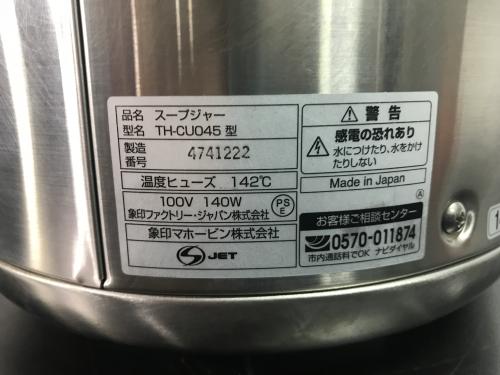 品名 スープジャー
型名 TH-CU045 型
製造
番号 4741222
温度ヒューズ 142℃
100V 140W
象印ファクトリー・ジャパン株式会社
PS
E
象印マホービン株式会社
S JET
⚠ 警告
感電の恐れあり
水につけたり、水をかけ
たりしない
Made in Japan
Ⓐ
お客様ご相談センター
0570-011874
市内通話料でOK ナビダイヤル